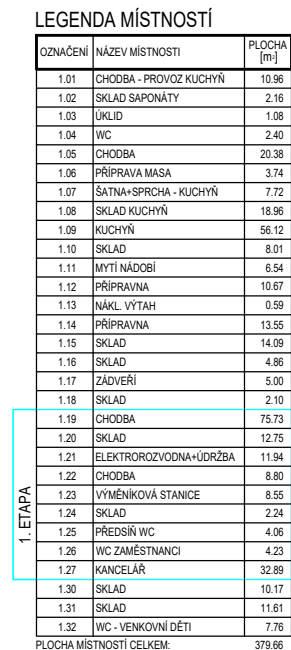 LEGENDA MÍSTNOSTÍ
OZNAČENÍ NÁZEV MÍSTNOSTI PLOCHA [m²]
1.01 CHODBA - PROVOZ KUCHYŇ 10.96
1.02 SKLAD SAPONÁTY 2.16
1.03 ÚKLID 1.08
1.04 WC 2.40
1.05 CHODBA 20.38
1.06 PŘÍPRAVA MASA 3.74
1.07 ŠATNA+SPRCHA - KUCHYŇ 7.72
1.08 SKLAD KUCHYŇ 18.96
1.09 KUCHYŇ 56.12
1.10 SKLAD 8.01
1.11 MYTÍ NÁDOBÍ 6.54
1.12 PŘÍPRAVNA 10.67
1.13 NÁKL. VÝTAH 0.59
1.14 PŘÍPRAVNA 13.55
1.15 SKLAD 14.09
1.16 SKLAD 4.86
1.17 ZÁDVEŘÍ 5.00
1.18 SKLAD 2.10
1. ETAPA
1.19 CHODBA 75.73
1.20 SKLAD 12.75
1.21 ELEKTROROZVODNA+ÚDRŽBA 11.94
1.22 CHODBA 8.80
1.23 VÝMĚNÍKOVÁ STANICE 8.55
1.24 SKLAD 2.24
1.25 PŘEDSÍŇ WC 4.06
1.26 WC ZAMĚSTNANCI 4.23
1.27 KANCELÁŘ 32.89
1.30 SKLAD 10.17
1.31 SKLAD 11.61
1.32 WC - VENKOVNÍ DĚTI 7.76
PLOCHA MÍSTNOSTÍ CELKEM: 379.66